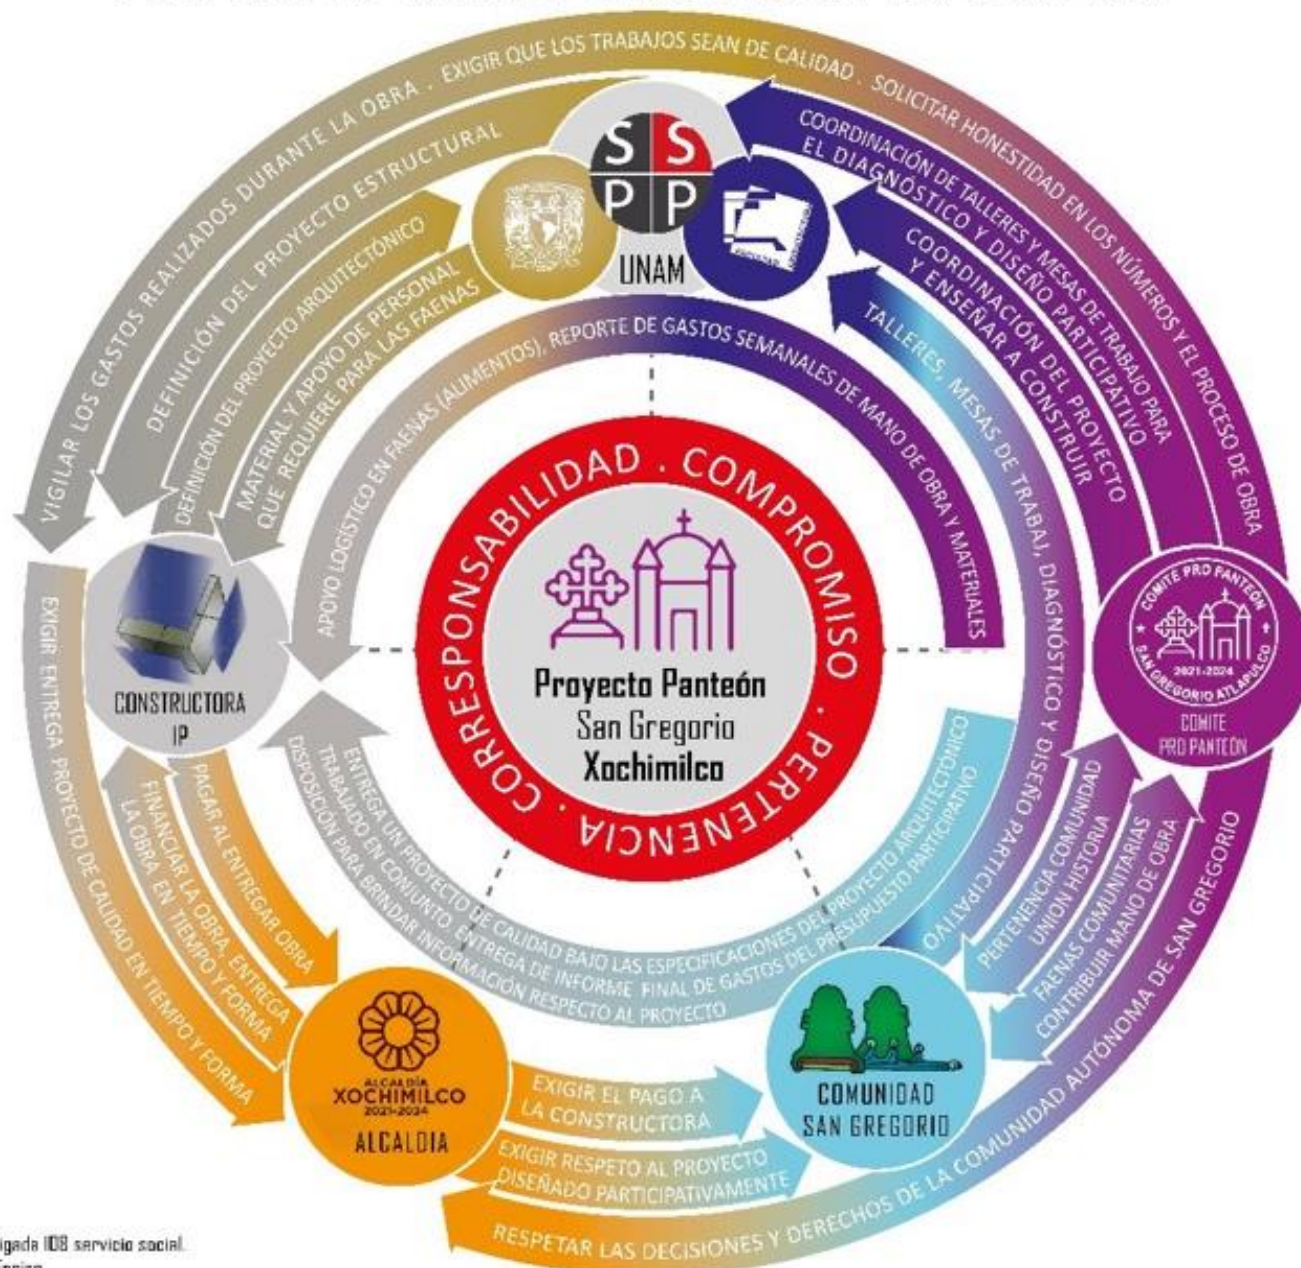 VIGILAR LOS GASTOS REALIZADOS DURANTE LA OBRA . EXIGIR QUE LOS TRABAJOS SEAN DE CALIDAD . SOLICITAR HONESTIDAD EN LOS NÚMEROS Y EL PROCESO DE OBRA
DEFINICIÓN DEL PROYECTO ESTRUCTURAL
DEFINICIÓN DEL PROYECTO ARQUITECTÓNICO
MATERIAL Y APOYO DE PERSONAL
QUE REQUIERE PARA LAS FAENAS
S S
P P
UNAM
COORDINACIÓN DE TALLERES Y MESAS DE TRABAJO PARA
EL DIAGNÓSTICO Y DISEÑO PARTICIPATIVO
COORDINACIÓN DEL PROYECTO
Y ENSEÑAR A CONSTRUIR
TALLERES, MESAS DE TRABAJ, DIAGNÓSTICO Y DISEÑO PARTICIPATIVO
APOYO LOGÍSTICO EN FAENAS (ALIMENTOS), REPORTE DE GASTOS SEMANALES DE MANO DE OBRA Y MATERIALES
CORRESPONSABILIDAD . COMPROMISO . PERTENENCIA .
Proyecto Panteón
San Gregorio
Xochimilco
COMITÉ PRO PANTEÓN
2021-2024
SAN GREGORIO ATLAPULCO
COMITE
PRO PANTEÓN
CONSTRUCTORA
IP
EXIGIR ENTREGA PROYECTO DE CALIDAD EN TIEMPO Y FORMA
PAGAR AL ENTREGAR OBRA
FINANCIAR LA OBRA, ENTREGA
LA OBRA EN TIEMPO Y FORMA
ENTREGA UN PROYECTO DE CALIDAD BAJO LAS ESPECIFICACIONES DEL PROYECTO ARQUITECTÓNICO
TRABAJADO EN CONJUNTO, ENTREGA DE INFORME FINAL DE GASTOS DEL PRESUPUESTO PARTICIPATIVO
DISPOSICIÓN PARA BRINDAR INFORMACIÓN RESPECTO AL PROYECTO
PERTENENCIA COMUNIDAD
UNION HISTORIA
FAENAS COMUNITARIAS
CONTRIBUIR MANO DE OBRA
ALCALDÍA
XOCHIMILCO
2021-2024
ALCALDIA
EXIGIR EL PAGO A
LA CONSTRUCTORA
EXIGIR RESPETO AL PROYECTO
DISEÑADO PARTICIPATIVAMENTE
COMUNIDAD
SAN GREGORIO
RESPETAR LAS DECISIONES Y DERECHOS DE LA COMUNIDAD AUTÓNOMA DE SAN GREGORIO
servicio social.